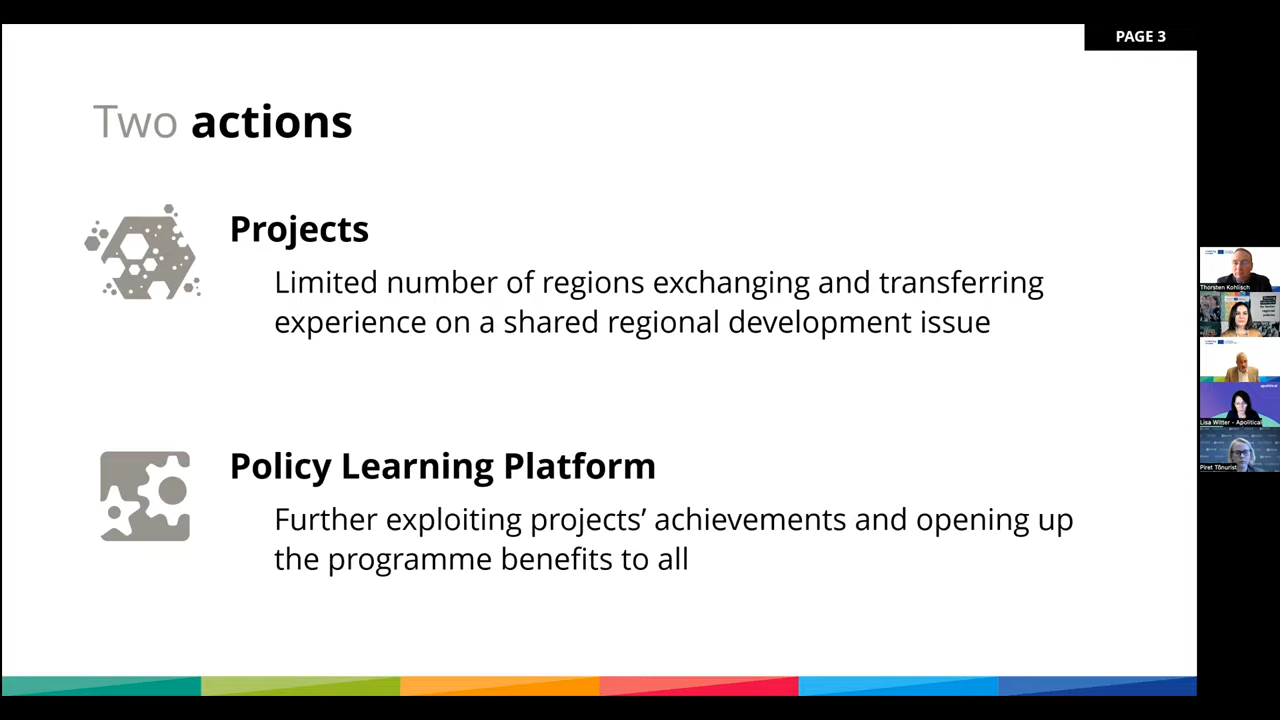 PAGE 3
Two actions
Projects
Limited number of regions exchanging and transferring
experience on a shared regional development issue
Policy Learning Platform
Further exploiting projects’ achievements and opening up
the programme benefits to all
Thorsten Kohlisch
Lisa Witter - Apolitical
Piret Tõnurist